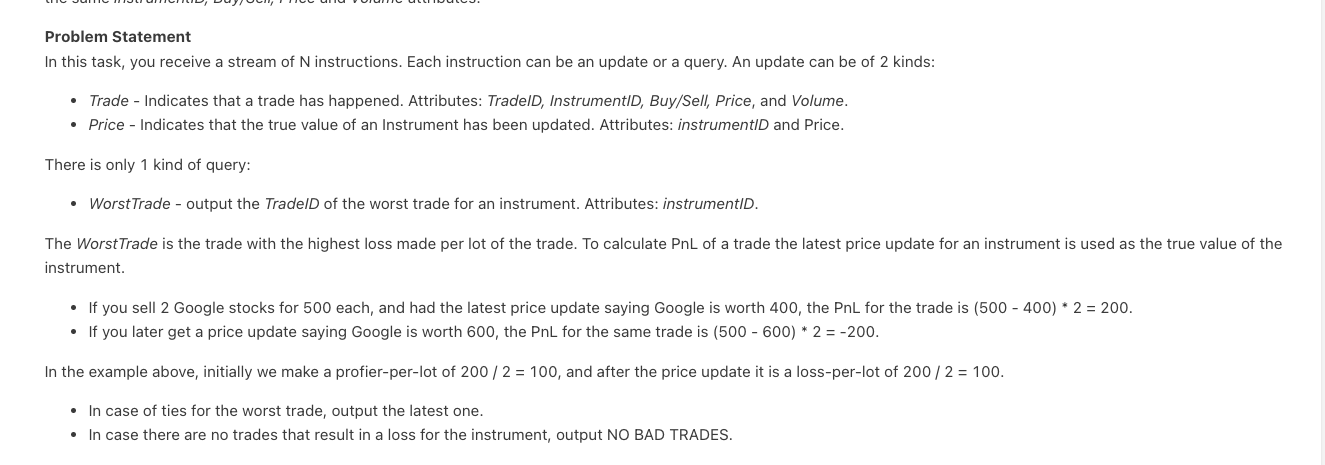 the same InstrumentID, Buy/Sell, Price and Volume attributes.
Problem Statement
In this task, you receive a stream of N instructions. Each instruction can be an update or a query. An update can be of 2 kinds:
• Trade - Indicates that a trade has happened. Attributes: TradeID, InstrumentID, Buy/Sell, Price, and Volume.
• Price - Indicates that the true value of an Instrument has been updated. Attributes: instrumentID and Price.
There is only 1 kind of query:
• WorstTrade - output the TradeID of the worst trade for an instrument. Attributes: instrumentID.
The WorstTrade is the trade with the highest loss made per lot of the trade. To calculate PnL of a trade the latest price update for an instrument is used as the true value of the
instrument.
• If you sell 2 Google stocks for 500 each, and had the latest price update saying Google is worth 400, the PnL for the trade is (500 - 400) * 2 = 200.
• If you later get a price update saying Google is worth 600, the PnL for the same trade is (500 - 600) * 2 = -200.
In the example above, initially we make a profier-per-lot of 200 / 2 = 100, and after the price update it is a loss-per-lot of 200 / 2 = 100.
• In case of ties for the worst trade, output the latest one.
• In case there are no trades that result in a loss for the instrument, output NO BAD TRADES.